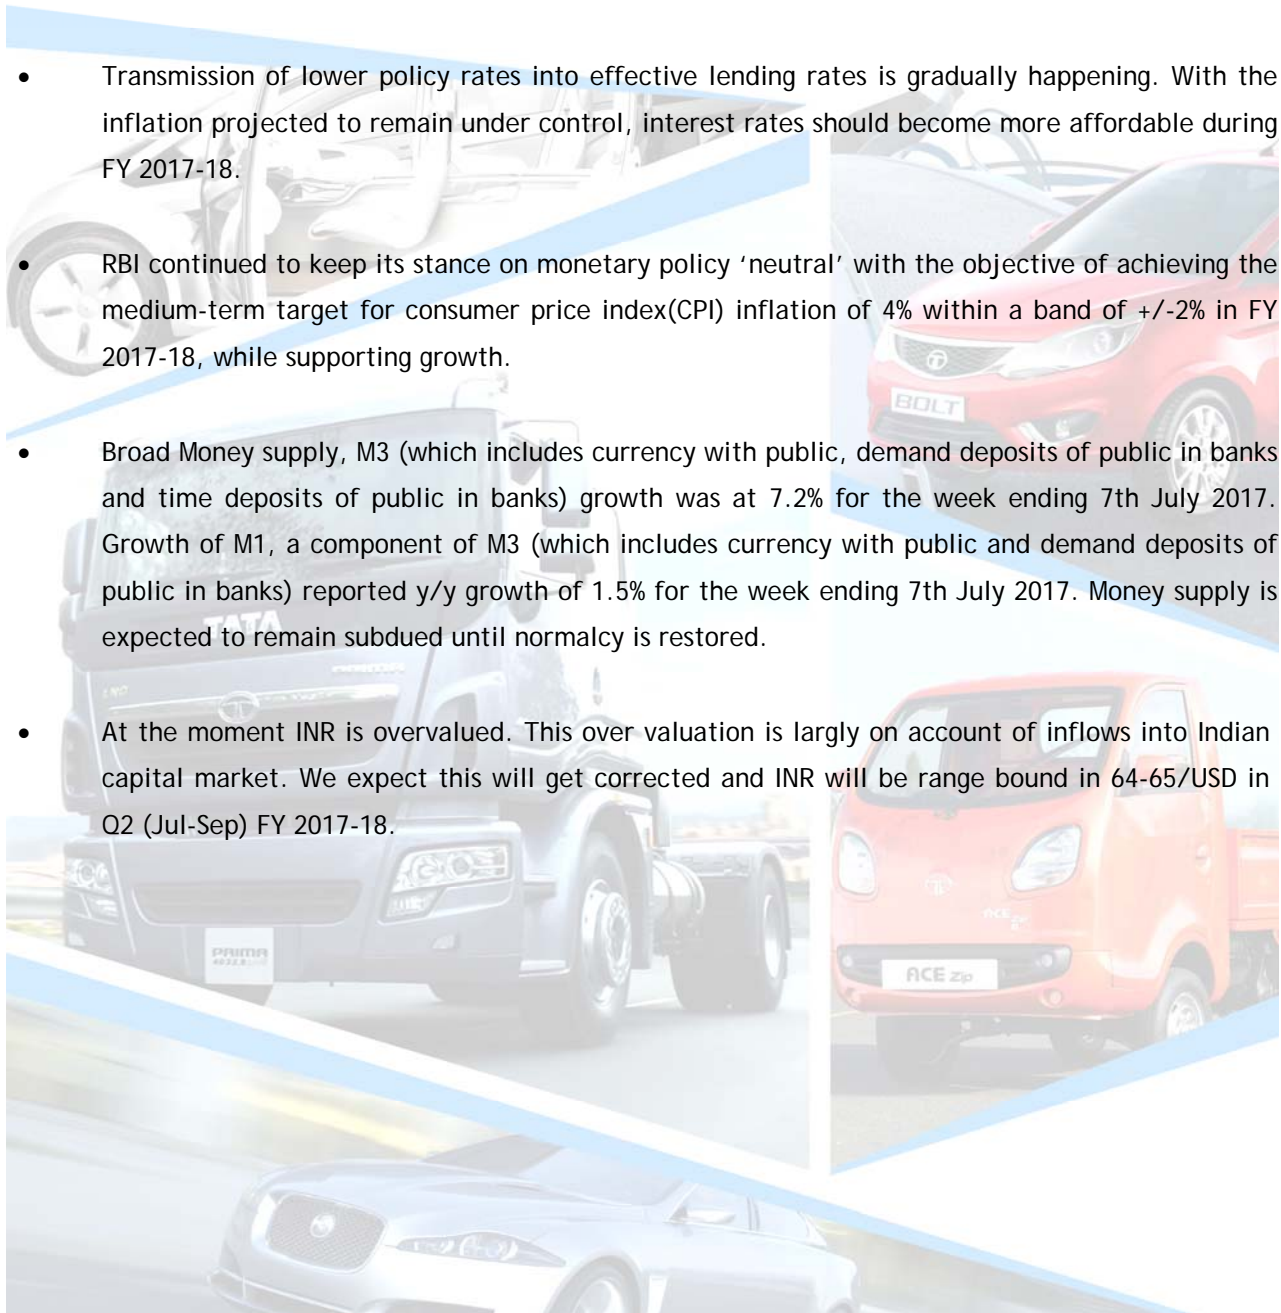 • Transmission of lower policy rates into effective lending rates is gradually happening. With the
inflation projected to remain under control, interest rates should become more affordable during
FY 2017-18.
• RBI continued to keep its stance on monetary policy ‘neutral’ with the objective of achieving the
medium-term target for consumer price index(CPI) inflation of 4% within a band of +/-2% in FY
2017-18, while supporting growth.
BOLT
• Broad Money supply, M3 (which includes currency with public, demand deposits of public in banks
and time deposits of public in banks) growth was at 7.2% for the week ending 7th July 2017.
Growth of M1, a component of M3 (which includes currency with public and demand deposits of
public in banks) reported y/y growth of 1.5% for the week ending 7th July 2017. Money supply is
expected to remain subdued until normalcy is restored.
TATA
PRIMA
• At the moment INR is overvalued. This over valuation is largely on account of inflows into Indian
capital market. We expect this will get corrected and INR will be range bound in 64-65/USD in
Q2 (Jul-Sep) FY 2017-18.
ACE zip
PRIMA
ACE zip